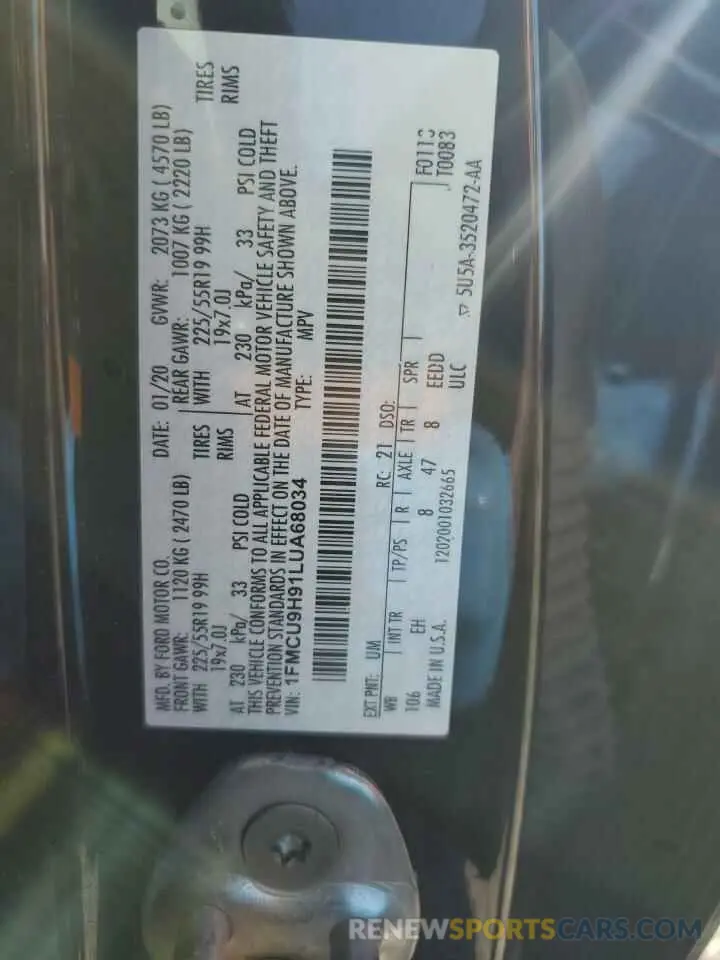 MFD. BY FORD MOTOR CO.
DATE: 01/20 GVWR: 2073 KG ( 4570 LB)
FRONT GAWR: 1120 KG ( 2470 LB) REAR GAWR: 1007 KG ( 2220 LB)
WITH 225/55R19 99H TIRES WITH 225/55R19 99H TIRES
19x7.0J RIMS 19x7.0J RIMS
AT 230 kPa/ 33 PSI COLD AT 230 kPa/ 33 PSI COLD
THIS VEHICLE CONFORMS TO ALL APPLICABLE FEDERAL MOTOR VEHICLE SAFETY AND THEFT
PREVENTION STANDARDS IN EFFECT ON THE DATE OF MANUFACTURE SHOWN ABOVE.
VIN: 1FMCU9H91LUA68034 TYPE: MPV
EXT PNT: UM RC: 21 DSO:
WB INT TR TP/PS R AXLE TR SPR
106 EH 8 47 8 EEDD
MADE IN U.S.A. 1202001032665 ULC
T0083
5U5A-3520472-AA
RENEWSPORTSCARS.COM